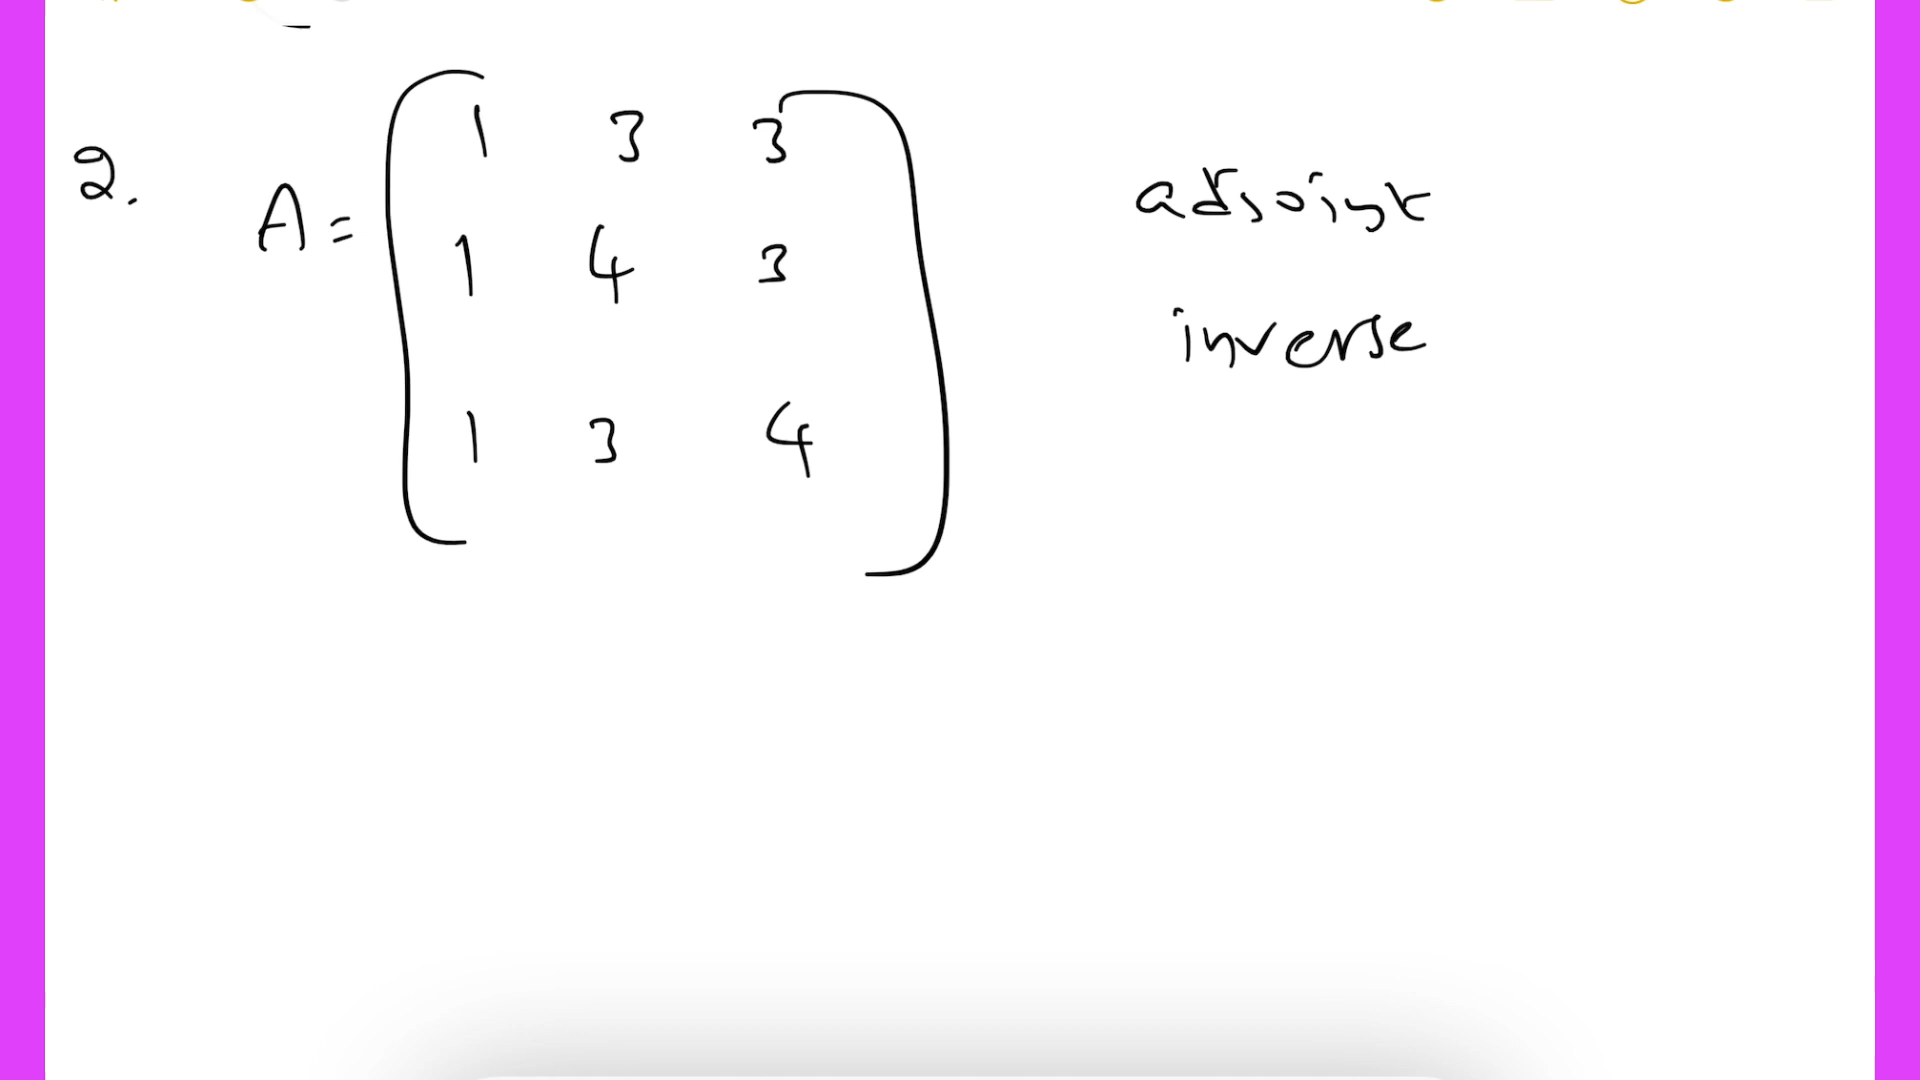 2.
A =
1 3 3
1 4 3
1 3 4
adjoint
inverse